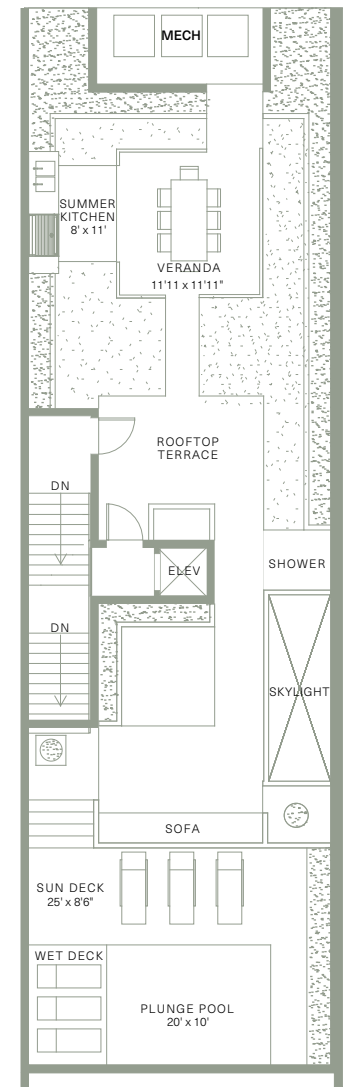 MECH
SUMMER
KITCHEN
8' x 11'
VERANDA
11'11 x 11'11"
ROOFTOP
TERRACE
DN
ELEV
SHOWER
DN
SKYLIGHT
SOFA
SUN DECK
25' x 8'6"
WET DECK
PLUNGE POOL
20' x 10'